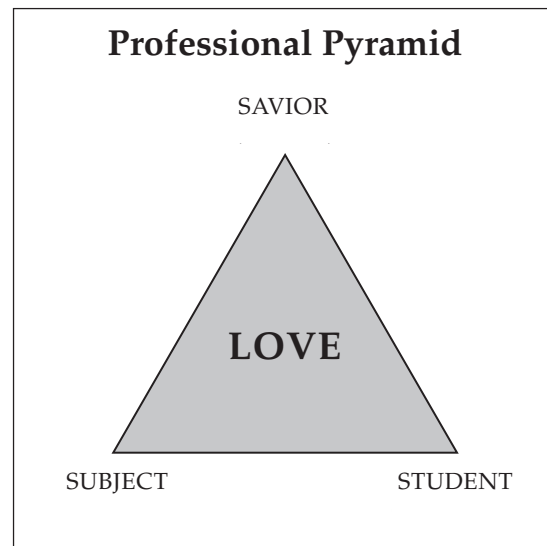 Professional Pyramid
SAVIOR
LOVE
SUBJECT
STUDENT